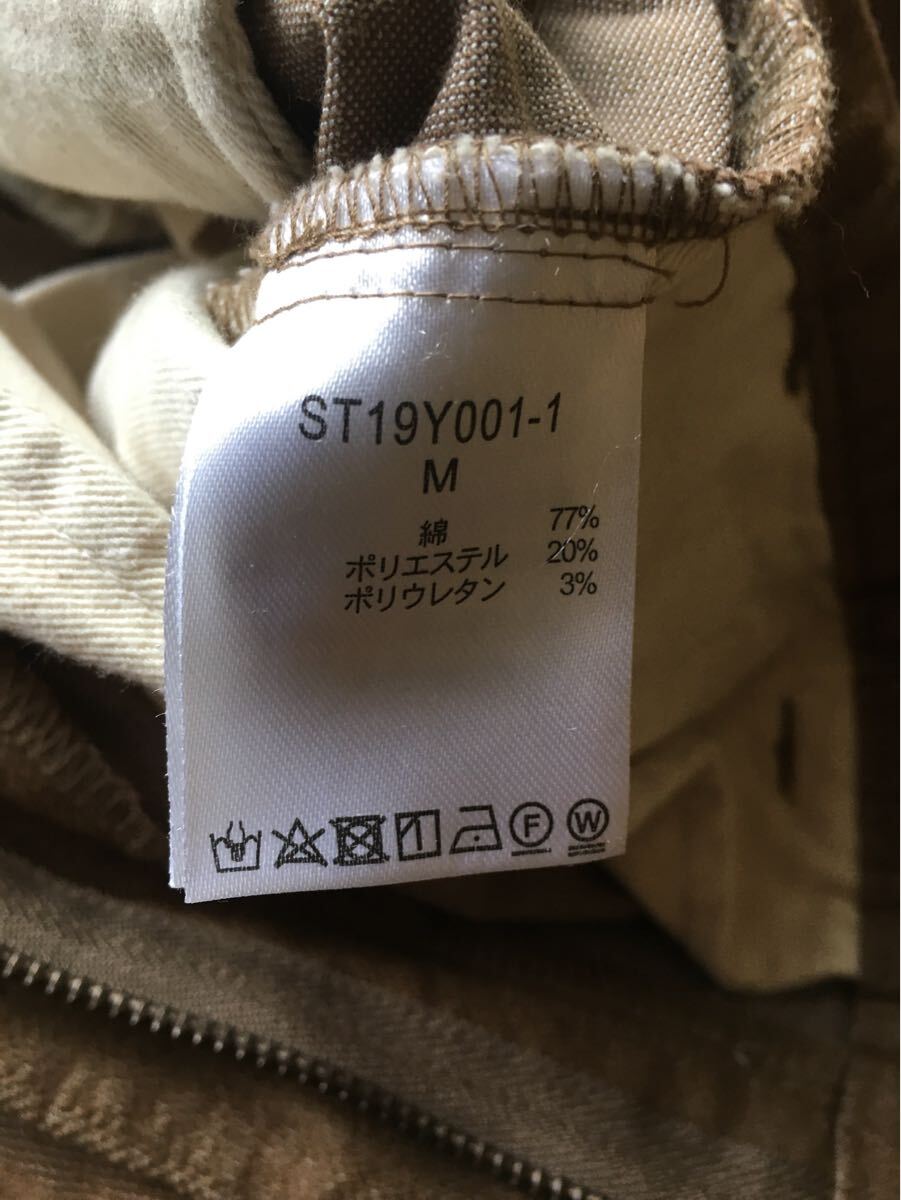 ST19Y001-1
M
綿 77%
ポリエステル 20%
ポリウレタン 3%
F W